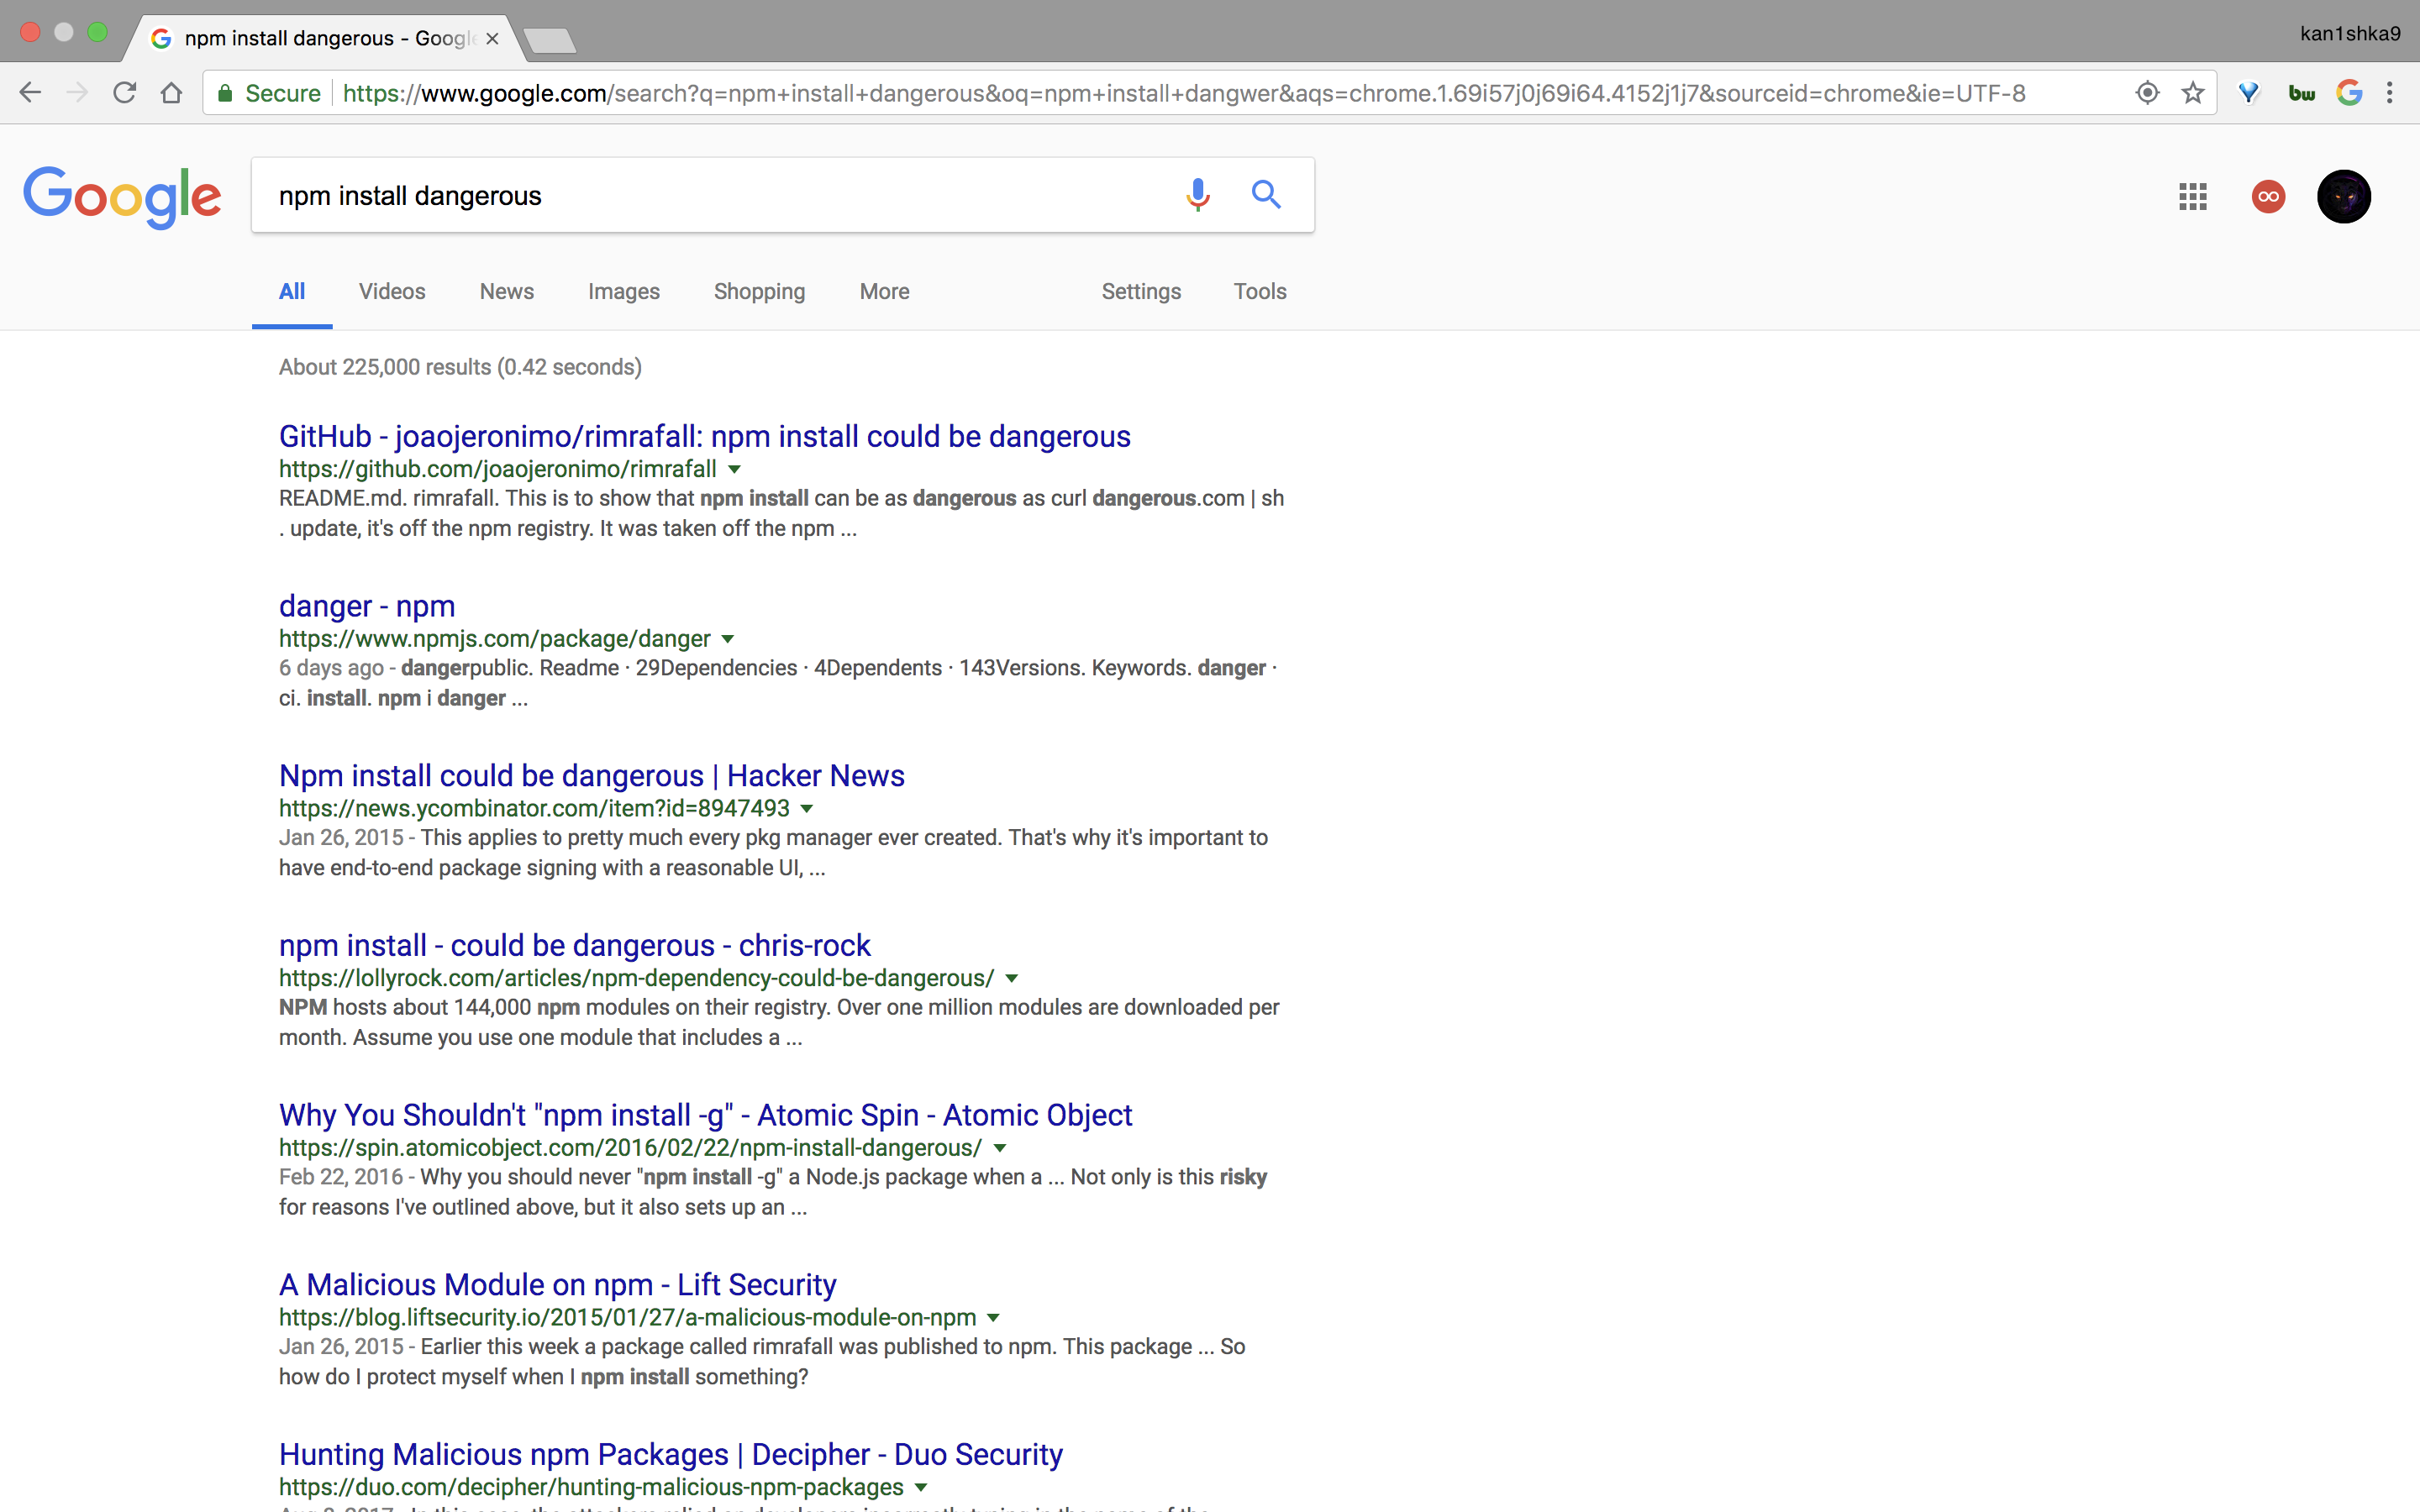 npm install dangerous - Google
kan1shka9
Secure https://www.google.com/search?q=npm+install+dangerous&oq=npm+install+dangwer&aqs=chrome.1.69i57j0j69i64.4152j1j7&sourceid=chrome&ie=UTF-8
bw
Google
npm install dangerous
All Videos News Images Shopping More Settings Tools
About 225,000 results (0.42 seconds)
GitHub - joaojeronimo/rimrafall: npm install could be dangerous
https://github.com/joaojeronimo/rimrafall
README.md. rimrafall. This is to show that npm install can be as dangerous as curl dangerous.com | sh
. update, it's off the npm registry. It was taken off the npm ...
danger - npm
https://www.npmjs.com/package/danger
6 days ago - dangerpublic. Readme · 29Dependencies · 4Dependents · 143Versions. Keywords. danger ·
ci. install. npm i danger ...
Npm install could be dangerous | Hacker News
https://news.ycombinator.com/item?id=8947493
Jan 26, 2015 - This applies to pretty much every pkg manager ever created. That's why it's important to
have end-to-end package signing with a reasonable UI, ...
npm install - could be dangerous - chris-rock
https://lollyrock.com/articles/npm-dependency-could-be-dangerous/
NPM hosts about 144,000 npm modules on their registry. Over one million modules are downloaded per
month. Assume you use one module that includes a ...
Why You Shouldn't "npm install -g" - Atomic Spin - Atomic Object
https://spin.atomicobject.com/2016/02/22/npm-install-dangerous/
Feb 22, 2016 - Why you should never "npm install -g" a Node.js package when a ... Not only is this risky
for reasons I've outlined above, but it also sets up an ...
A Malicious Module on npm - Lift Security
https://blog.liftsecurity.io/2015/01/27/a-malicious-module-on-npm
Jan 26, 2015 - Earlier this week a package called rimrafall was published to npm. This package ... So
how do I protect myself when I npm install something?
Hunting Malicious npm Packages | Decipher - Duo Security
https://duo.com/decipher/hunting-malicious-npm-packages